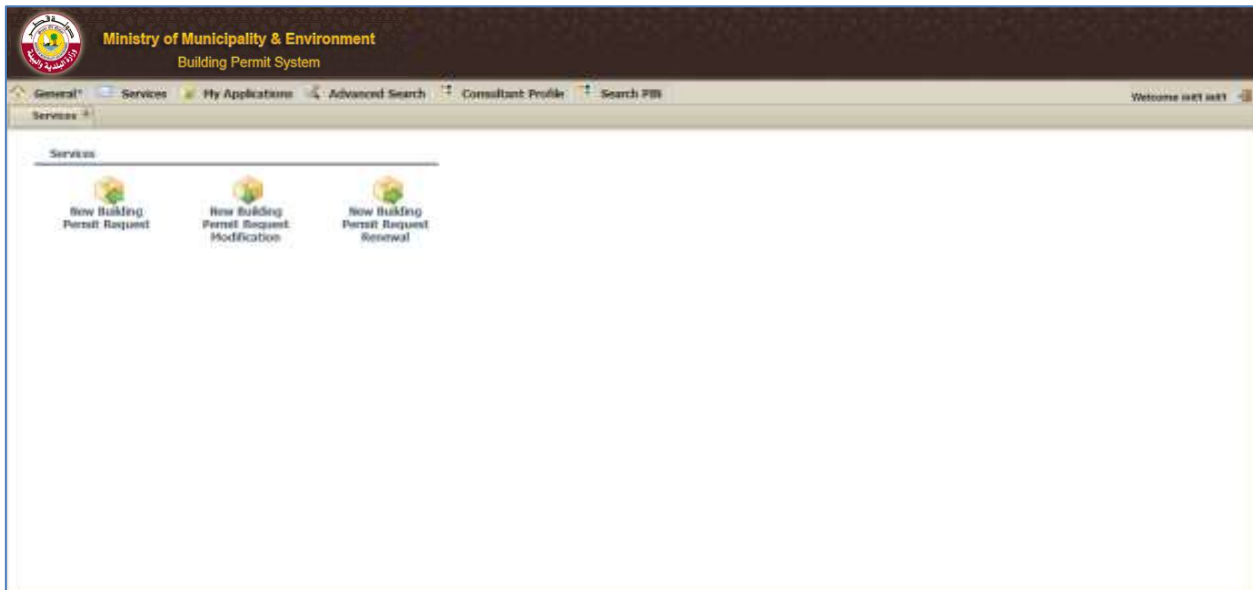 Ministry of Municipality & Environment
Building Permit System
General Services My Applications Advanced Search Consultant Profile Search PIN
Welcome
Services
Services
New Building Permit Request
New Building Permit Request Modification
New Building Permit Request Renewal